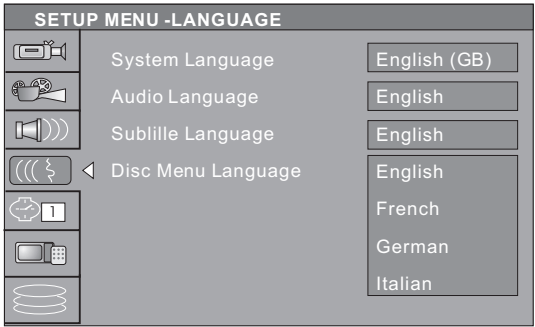 SETUP MENU -LANGUAGE
System Language English (GB)
Audio Language English
Sublille Language English
Disc Menu Language English
French
1
German
Italian